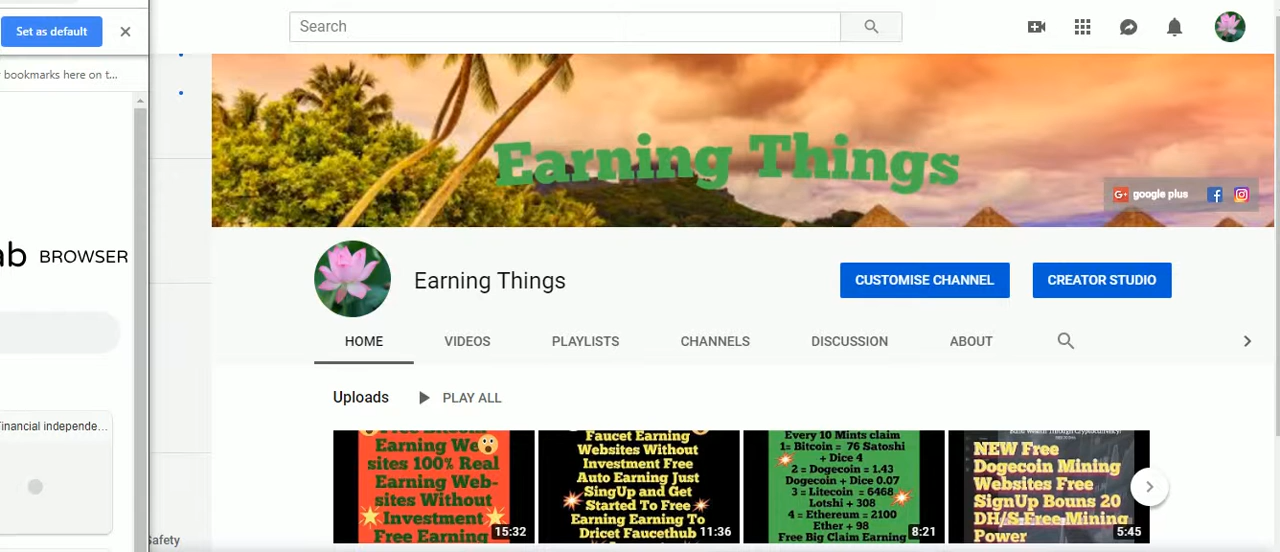 Set as default
bookmarks here on t...
ab BROWSER
Financial independe...
Safety
Search
Earning Things
google plus
Earning Things
CUSTOMISE CHANNEL
CREATOR STUDIO
HOME
VIDEOS
PLAYLISTS
CHANNELS
DISCUSSION
ABOUT
Uploads
PLAY ALL
Earning Web-
sites 100% Real
Earning Web-
sites Without
Investment
Free Earning
15:32
Faucet Earning
Websites Without
Investment Free
Auto Earning Just
SingUp and Get
Started To Free
Earning Earning To
Dricet Faucethub
11:36
Every 10 Mints claim
1= Bitcoin = 76 Satoshi
+ Dice 4
2 = Dogecoin = 1.43
Dogecoin + Dice 0.07
3 = Litecoin = 6468
Lotshi + 308
4 = Ethereum = 2100
Ether + 98
Free Big Claim Earning
8:21
NEW Free
Dogecoin Mining
Websites Free
SignUp Bouns 20
DH/S Free Mining
Power
5:45